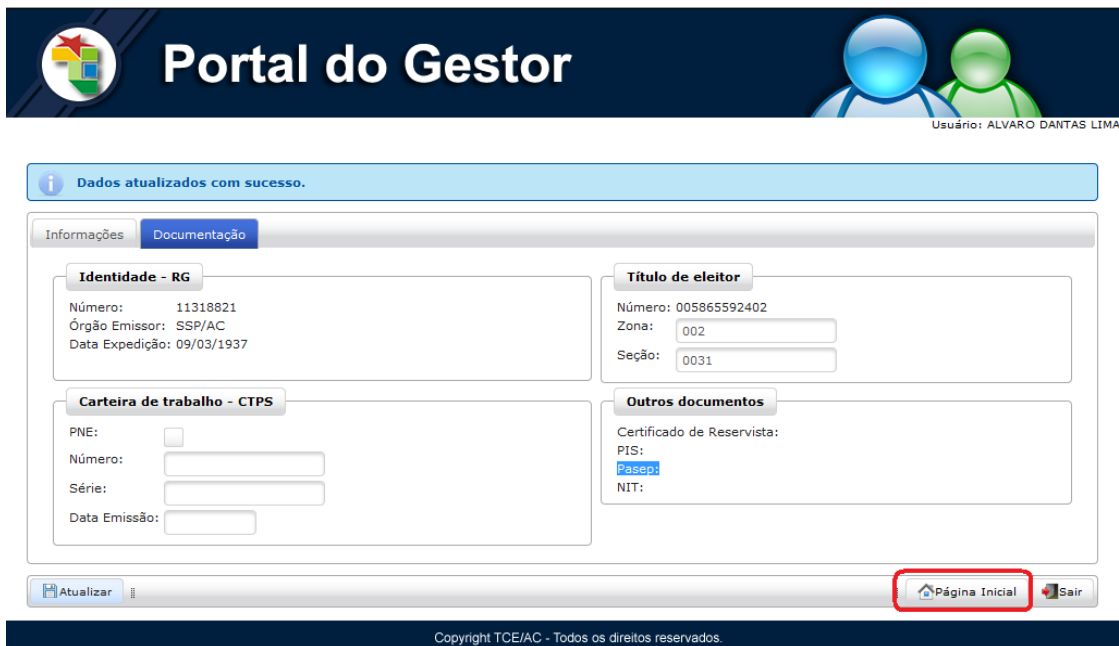 Portal do Gestor
Usuário: ALVARO DANTAS LIMA
Dados atualizados com sucesso.
Informações Documentação
Identidade - RG
Número: 11318821
Órgão Emissor: SSP/AC
Data Expedição: 09/03/1937
Título de eleitor
Número: 005865592402
Zona: 002
Seção: 0031
Carteira de trabalho - CTPS
PNE:
Número:
Série:
Data Emissão:
Outros documentos
Certificado de Reservista:
PIS:
Pasep:
NIT:
Atualizar Página Inicial Sair
Copyright TCE/AC - Todos os direitos reservados.